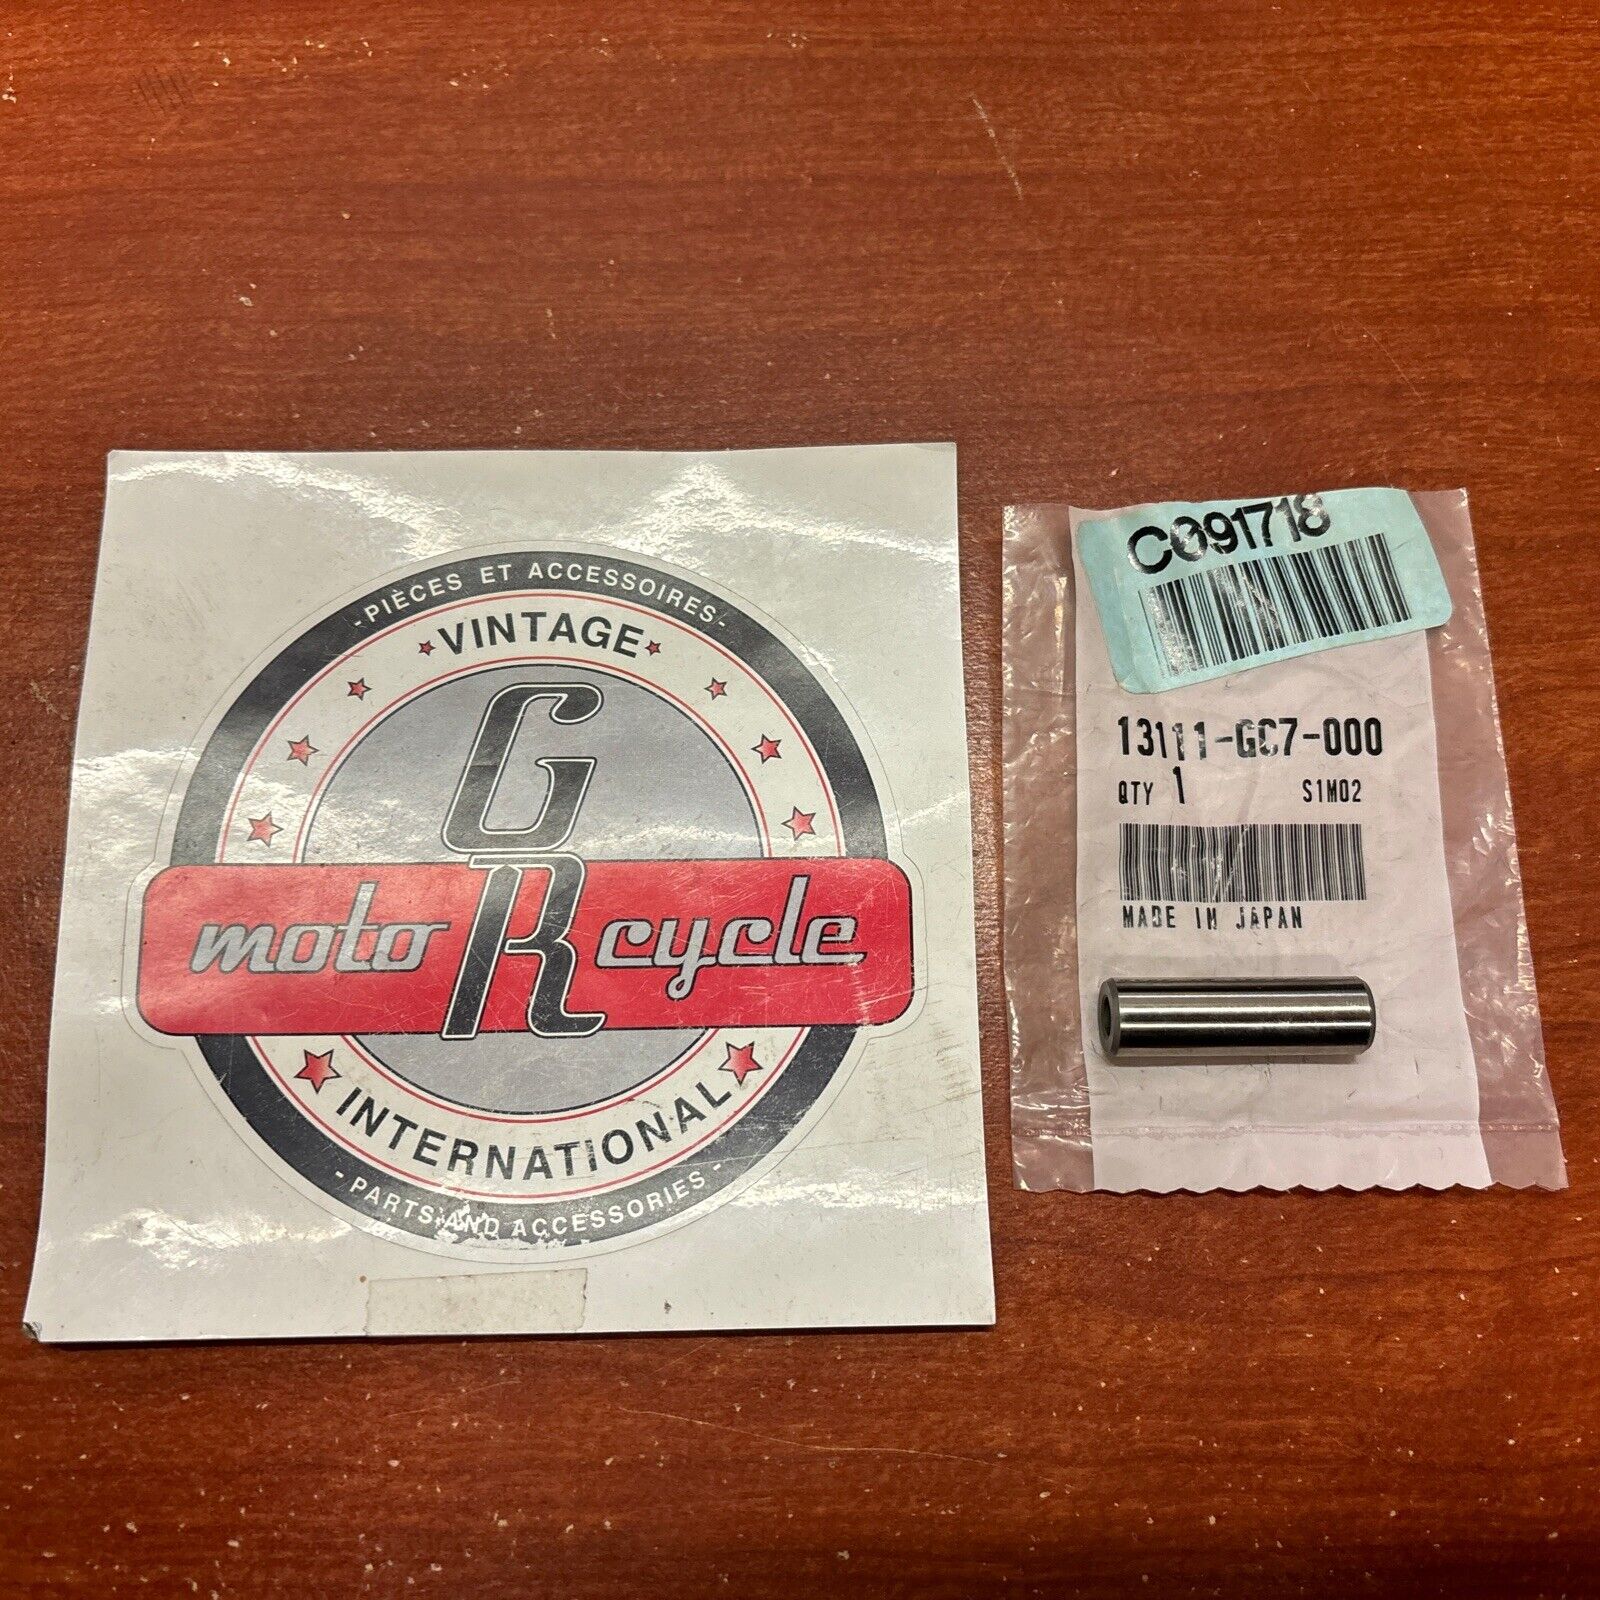 -PIÈCES ET ACCESSOIRES-
VINTAGE
GR
moto cycle
INTERNATIONAL
- PARTS AND ACCESSORIES -
C091718
13111-GC7-000
QTY 1 S1M02
MADE IN JAPAN